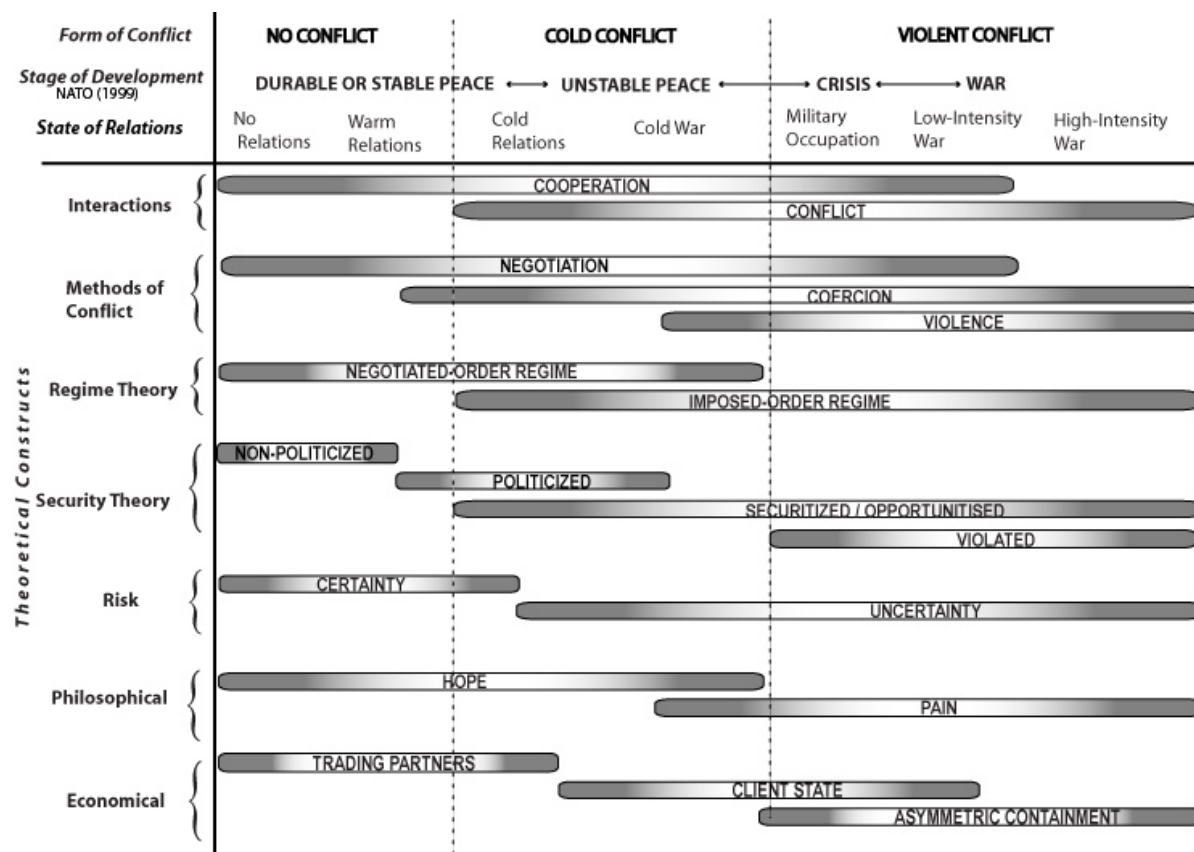 Form of Conflict NO CONFLICT COLD CONFLICT VIOLENT CONFLICT
Stage of Development
NATO (1999)
DURABLE OR STABLE PEACE UNSTABLE PEACE CRISIS WAR
State of Relations
No Relations
Warm Relations
Cold Relations
Cold War
Military Occupation
Low-Intensity War
High-Intensity War
Theoretical Constructs
Interactions
COOPERATION
CONFLICT
Methods of
Conflict
NEGOTIATION
COERCION
VIOLENCE
Regime Theory
NEGOTIATED-ORDER REGIME
IMPOSED-ORDER REGIME
Security Theory
NON-POLITICIZED
POLITICIZED
SECURITIZED / OPPORTUNITISED
VIOLATED
Risk
CERTAINTY
UNCERTAINTY
Philosophical
HOPE
PAIN
Economical
TRADING PARTNERS
CLIENT STATE
ASYMMETRIC CONTAINMENT